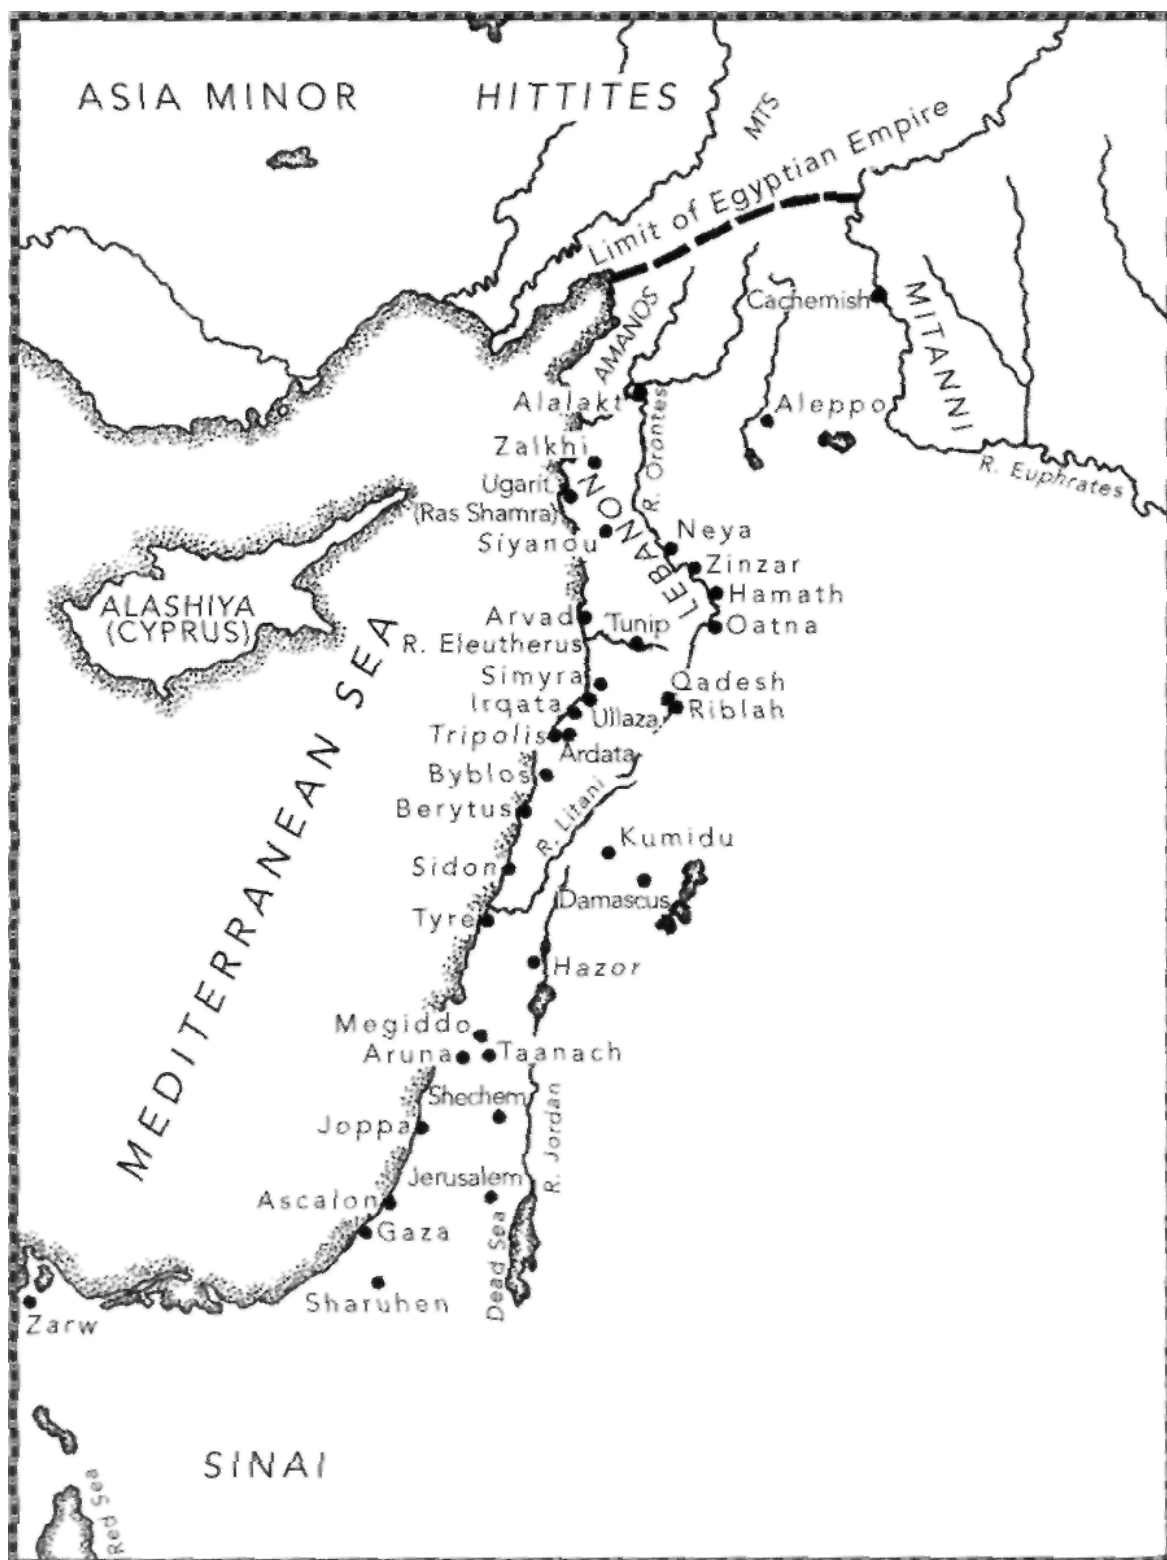 ASIA MINOR
HITTITES
MTS
Limit of Egyptian Empire
Cachemish
MITANNI
AMANOS
Alalakt
Aleppo
R. Orontes
Zalkhi
R. Euphrates
Ugarit
(Ras Shamra)
LEBANON
Siyanou
Neya
Zinzar
Hamath
ALASHIYA
(CYPRUS)
Arvad
Tunip
Oatna
R. Eleutherus
MEDITERRANEAN SEA
Simyra
Qadesh
Irqata
Ullaza
Riblah
Tripolis
Ardata
Byblos
Berytus
R. Litani
Kumidu
Sidon
Damascus
Tyre
Hazor
Megiddo
Aruna
Taanach
Shechem
Joppa
R. Jordan
Jerusalem
Ascalon
Gaza
Dead Sea
Sharuhen
Zarw
SINAI
Red Sea